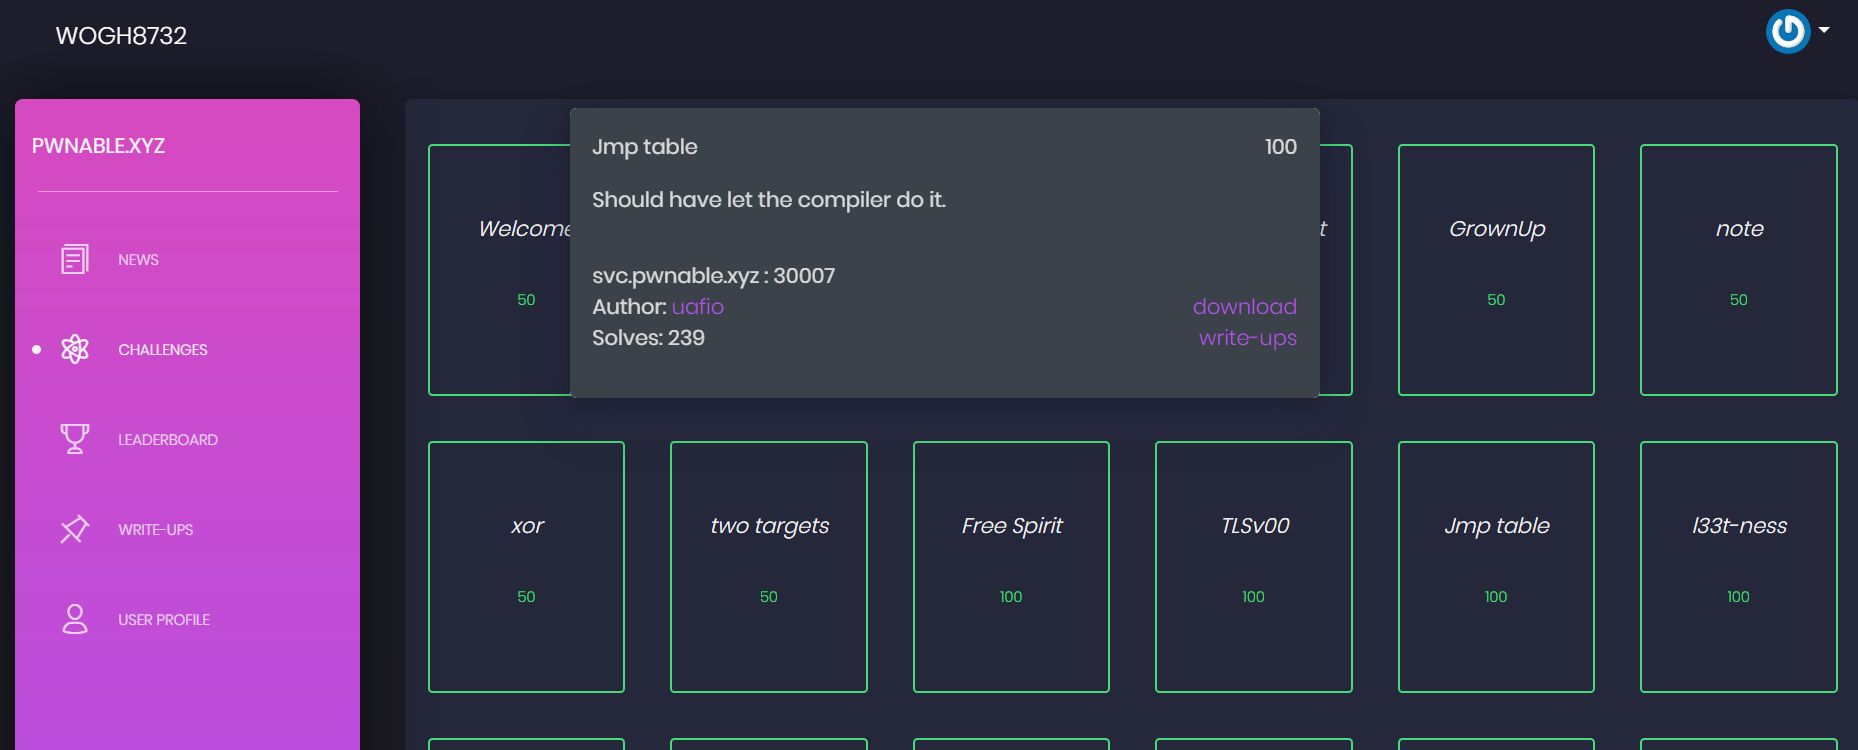 WOGH8732
PWNABLE.XYZ
NEWS
CHALLENGES
LEADERBOARD
WRITE-UPS
USER PROFILE
Jmp table 100
Should have let the compiler do it.
svc.pwnable.xyz : 30007
Author: uafio download
Solves: 239 write-ups
Welcome
50
t
GrownUp
50
note
50
xor
50
two targets
50
Free Spirit
100
TLSv00
100
Jmp table
100
l33t-ness
100